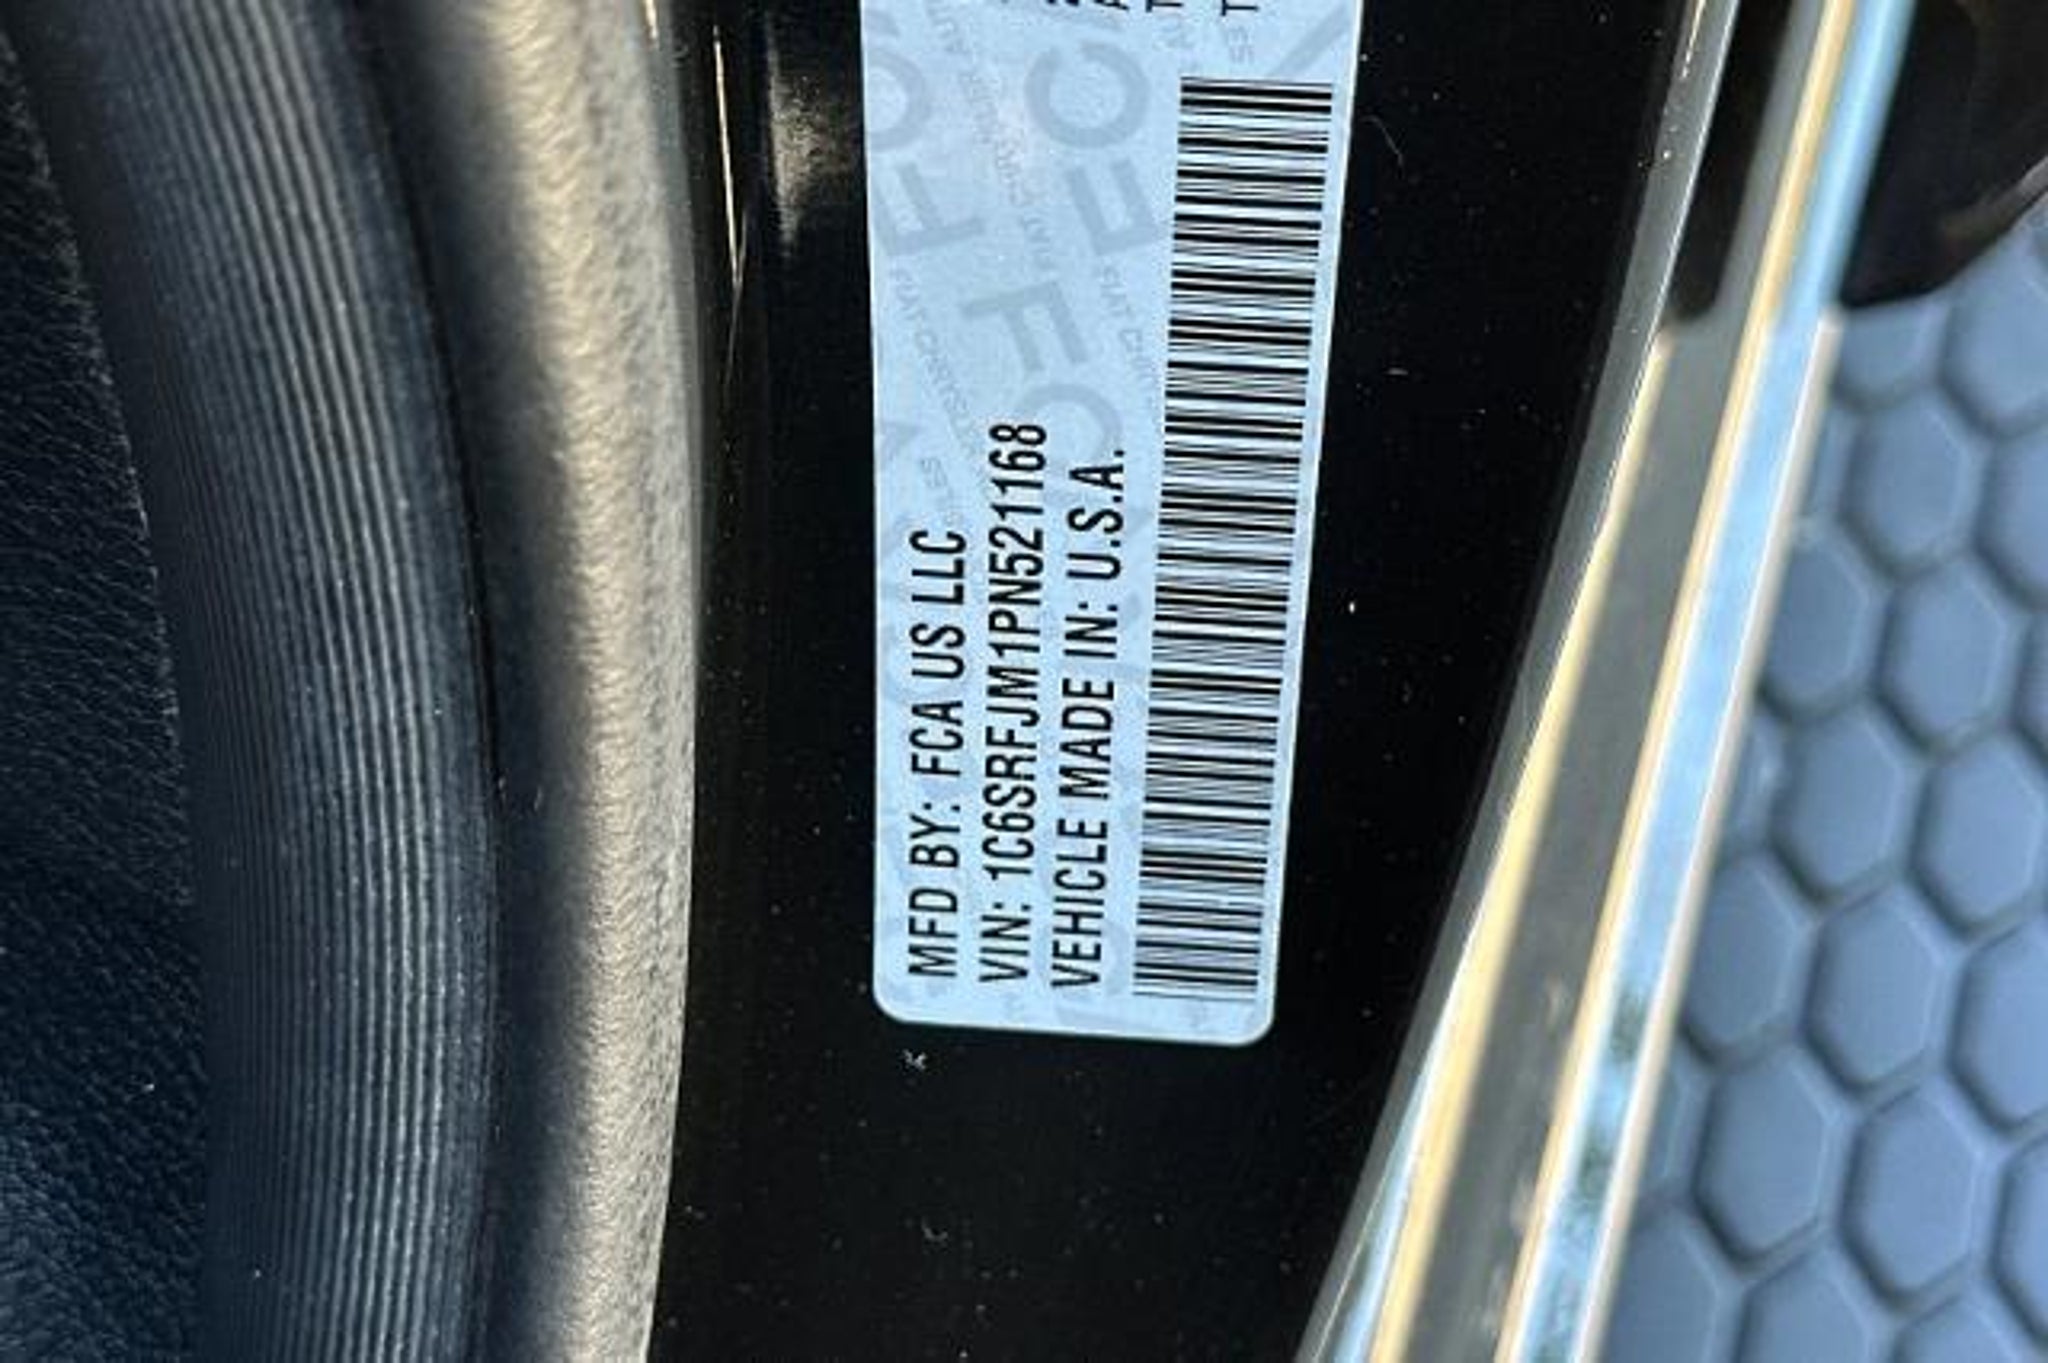 MFD BY: FCA US LLC
VIN: 1C6SRFJM1PN521168
VEHICLE MADE IN: U.S.A.